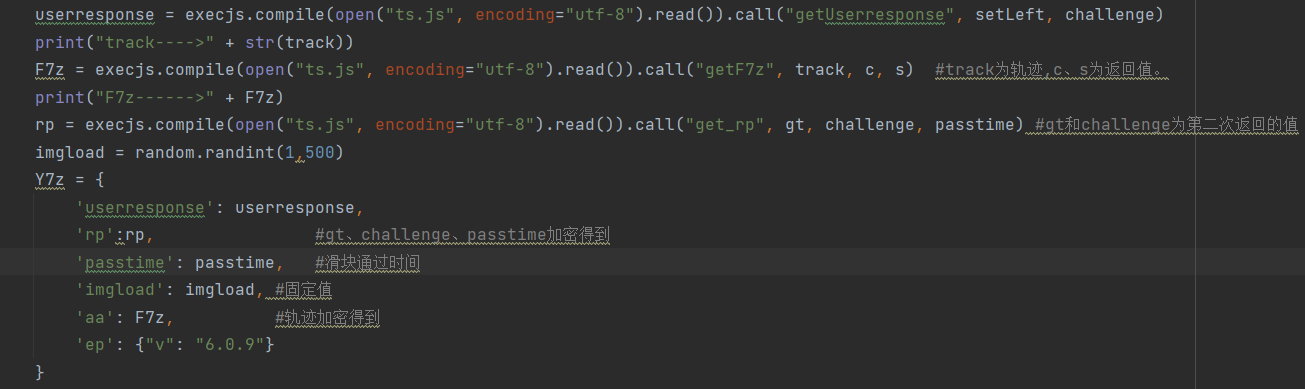 userresponse = execjs.compile(open("ts.js", encoding="utf-8").read()).call("getUserresponse", setLeft, challenge)
print("track---->" + str(track))
F7z = execjs.compile(open("ts.js", encoding="utf-8").read()).call("getF7z", track, c, s)  #track为轨迹,c、s为返回值。
print("F7z------>" + F7z)
rp = execjs.compile(open("ts.js", encoding="utf-8").read()).call("get_rp", gt, challenge, passtime) #gt和challenge为第二次返回的值
imgload = random.randint(1,500)
Y7z = {
    'userresponse': userresponse,
    'rp':rp,                #gt、challenge、passtime加密得到
    'passtime': passtime,   #滑块通过时间
    'imgload': imgload, #固定值
    'aa': F7z,          #轨迹加密得到
    'ep': {"v": "6.0.9"}
}